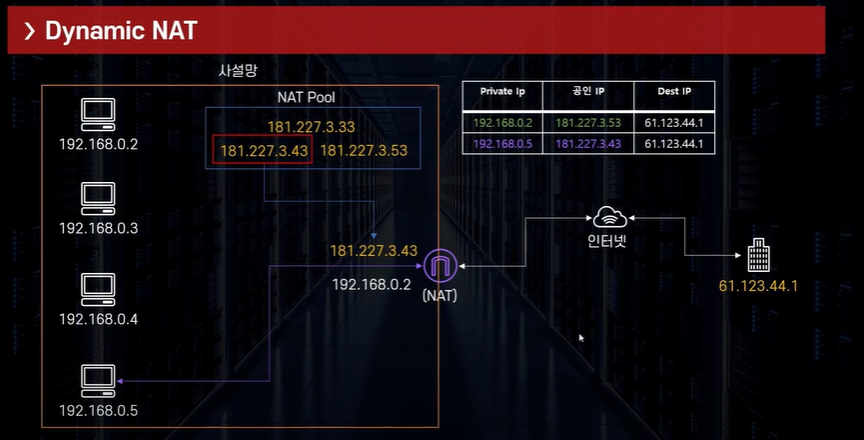 > Dynamic NAT
사설망
NAT Pool
181.227.3.33
181.227.3.43 181.227.3.53
192.168.0.2
192.168.0.3
192.168.0.4
192.168.0.5
181.227.3.43
192.168.0.2
(NAT)
Private Ip 공인 IP Dest IP
192.168.0.2 181.227.3.53 61.123.44.1
192.168.0.5 181.227.3.43 61.123.44.1
인터넷
61.123.44.1